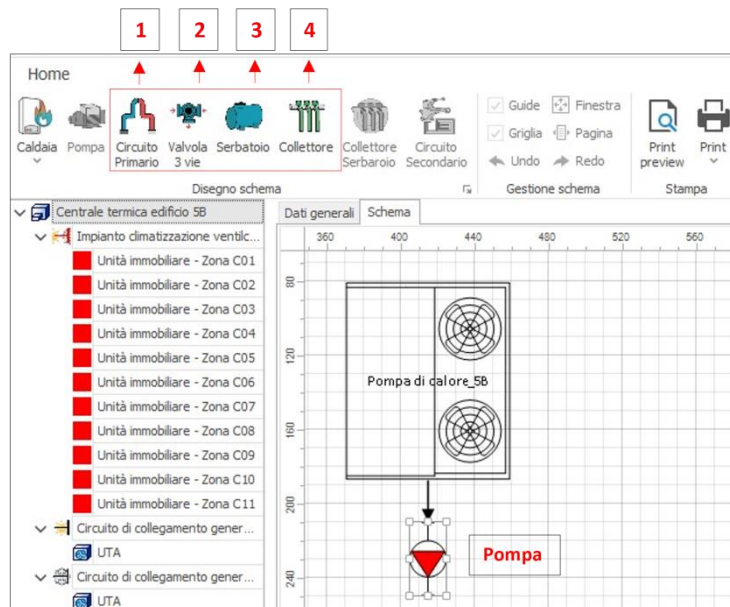 1 2 3 4
Home
Caldaia Pompa Circuito Primario Valvola 3 vie Serbatoio Collettore Collettore Serbaroio Circuito Secondario
Guide Finestra
Griglia Pagina
Undo Redo
Print preview Print
Disegno schema Gestione schema Stampa
Centrale termica edificio 5B
Impianto climatizzazione ventilc...
Unità immobiliare - Zona C01
Unità immobiliare - Zona C02
Unità immobiliare - Zona C03
Unità immobiliare - Zona C04
Unità immobiliare - Zona C05
Unità immobiliare - Zona C06
Unità immobiliare - Zona C07
Unità immobiliare - Zona C08
Unità immobiliare - Zona C09
Unità immobiliare - Zona C10
Unità immobiliare - Zona C11
Circuito di collegamento gener...
UTA
Circuito di collegamento gener...
UTA
Dati generali Schema
360 400 440 480 520 560
80
120
160
200
240
Pompa di calore_5B
Pompa